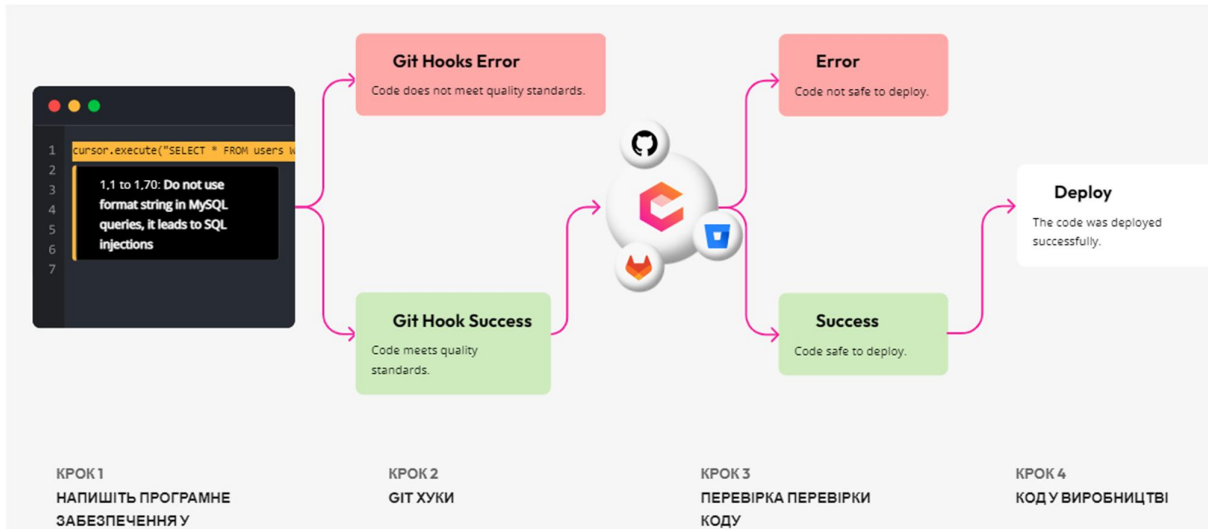 Git Hooks Error
Code does not meet quality standards.
Error
Code not safe to deploy.
1 cursor.execute("SELECT * FROM users
2
3
4
5
6
7
1,1 to 1,70: Do not use
format string in MySQL
queries, it leads to SQL
injections
Deploy
The code was deployed
successfully.
Git Hook Success
Code meets quality
standards.
Success
Code safe to deploy.
КРОК 1
НАПИШІТЬ ПРОГРАМНЕ
ЗАБЕЗПЕЧЕННЯ У
КРОК 2
GIT ХУКИ
КРОК 3
ПЕРЕВІРКА ПЕРЕВІРКИ
КОДУ
КРОК 4
КОД У ВИРОБНИЦТВІ